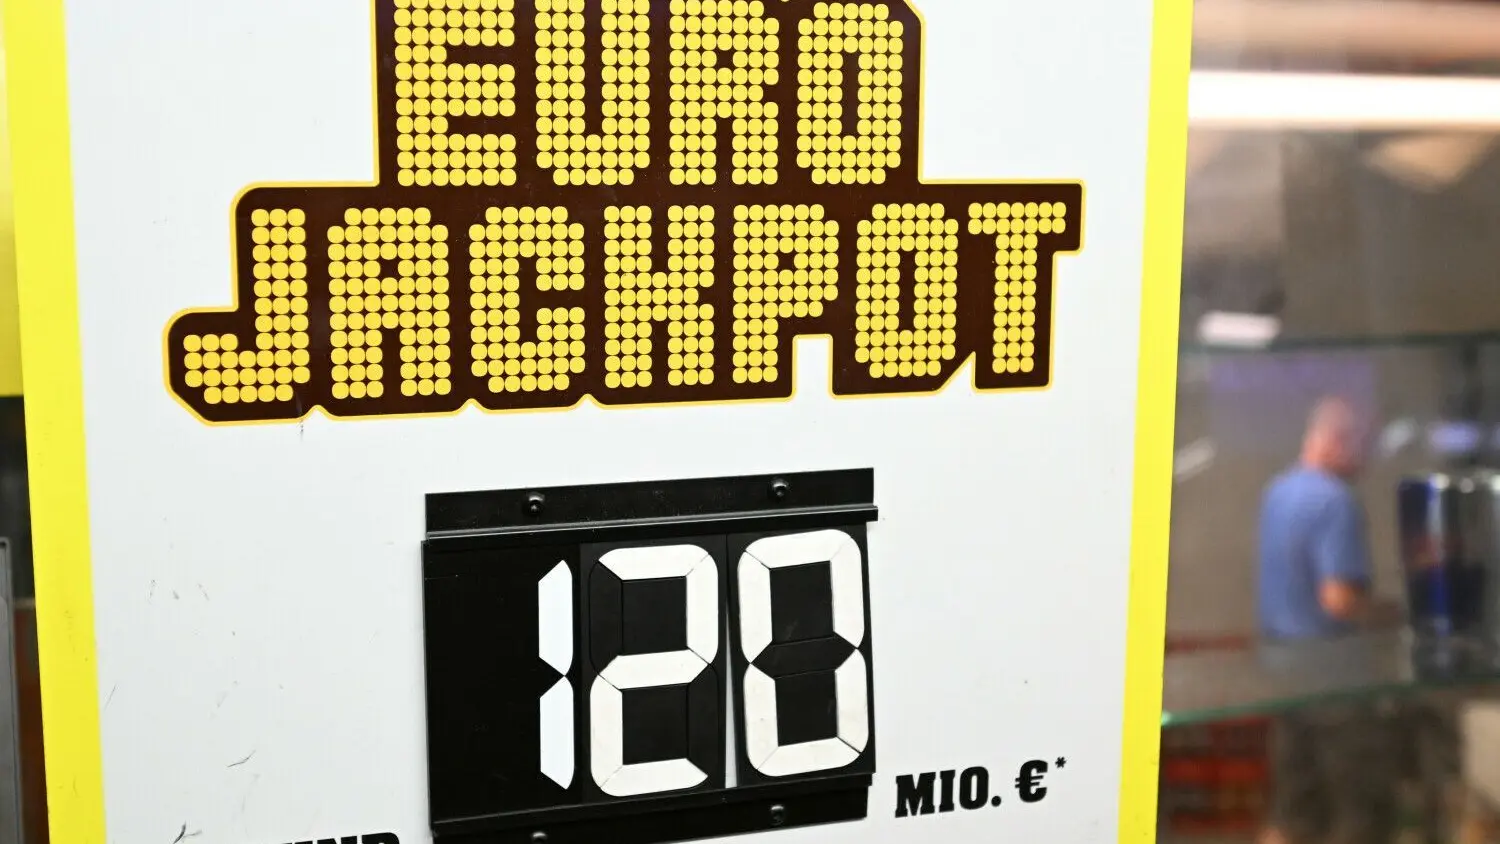 EURO
JACKPOT
120
MIO. €*